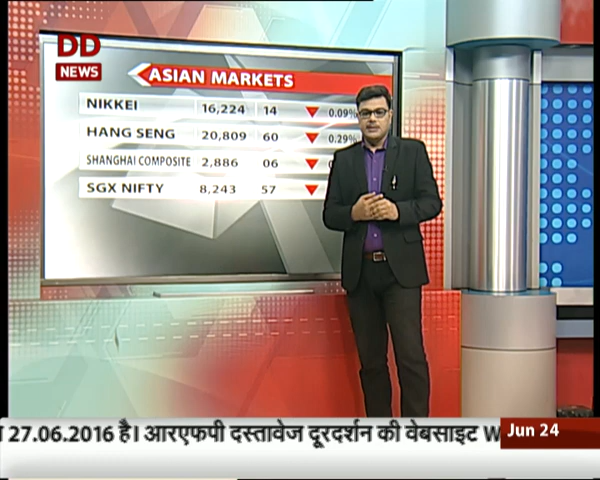 DD
NEWS
ASIAN MARKETS
NIKKEI 16,224 14 0.09%
HANG SENG 20,809 60 0.29%
SHANGHAI COMPOSITE 2,886 06
SGX NIFTY 8,243 57
27.06.2016 है। आरएफपी दस्तावेज दूरदर्शन की वेबसाइट
Jun 24